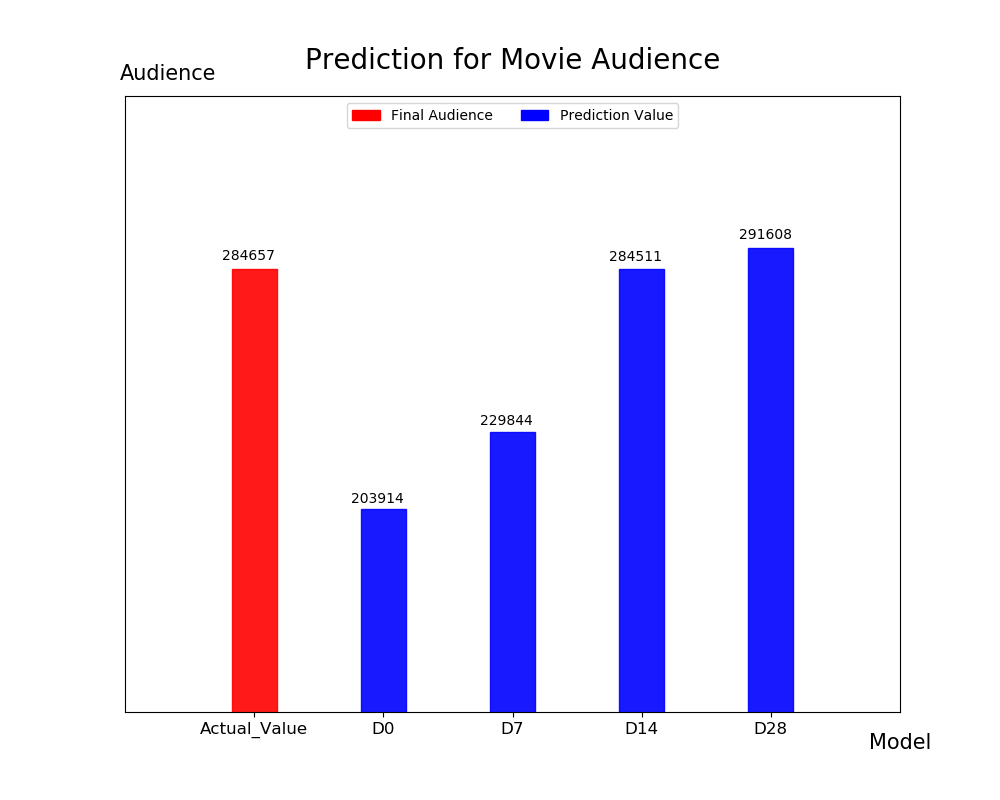 Prediction for Movie Audience
Audience
Final Audience
Prediction Value
284657
203914
229844
284511
291608
Actual_Value
D0
D7
D14
D28
Model